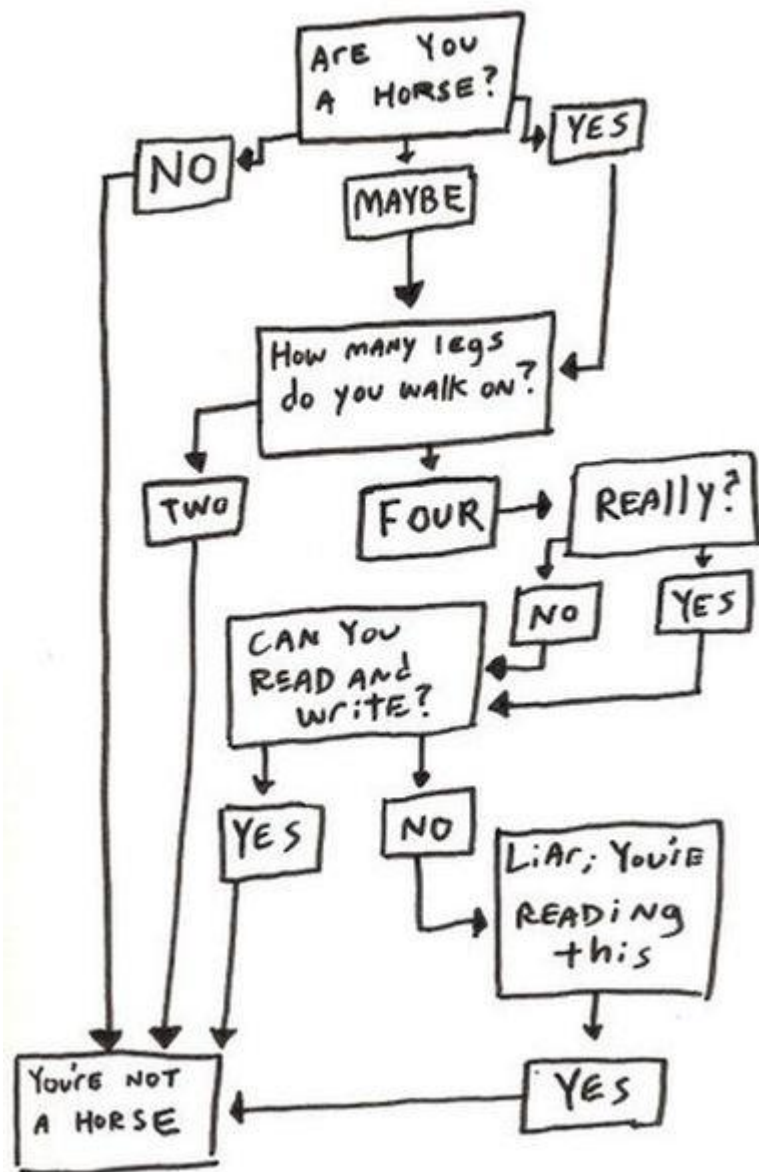 Are You
A HORSE?
NO
YES
MAYBE
How MANY legs
do you walk on?
TWO
FOUR
REAlly?
NO
YES
CAN You
READ ANd
write?
YES
NO
LiAr; You're
READiNg
this
YES
You're NOT
A HORSE